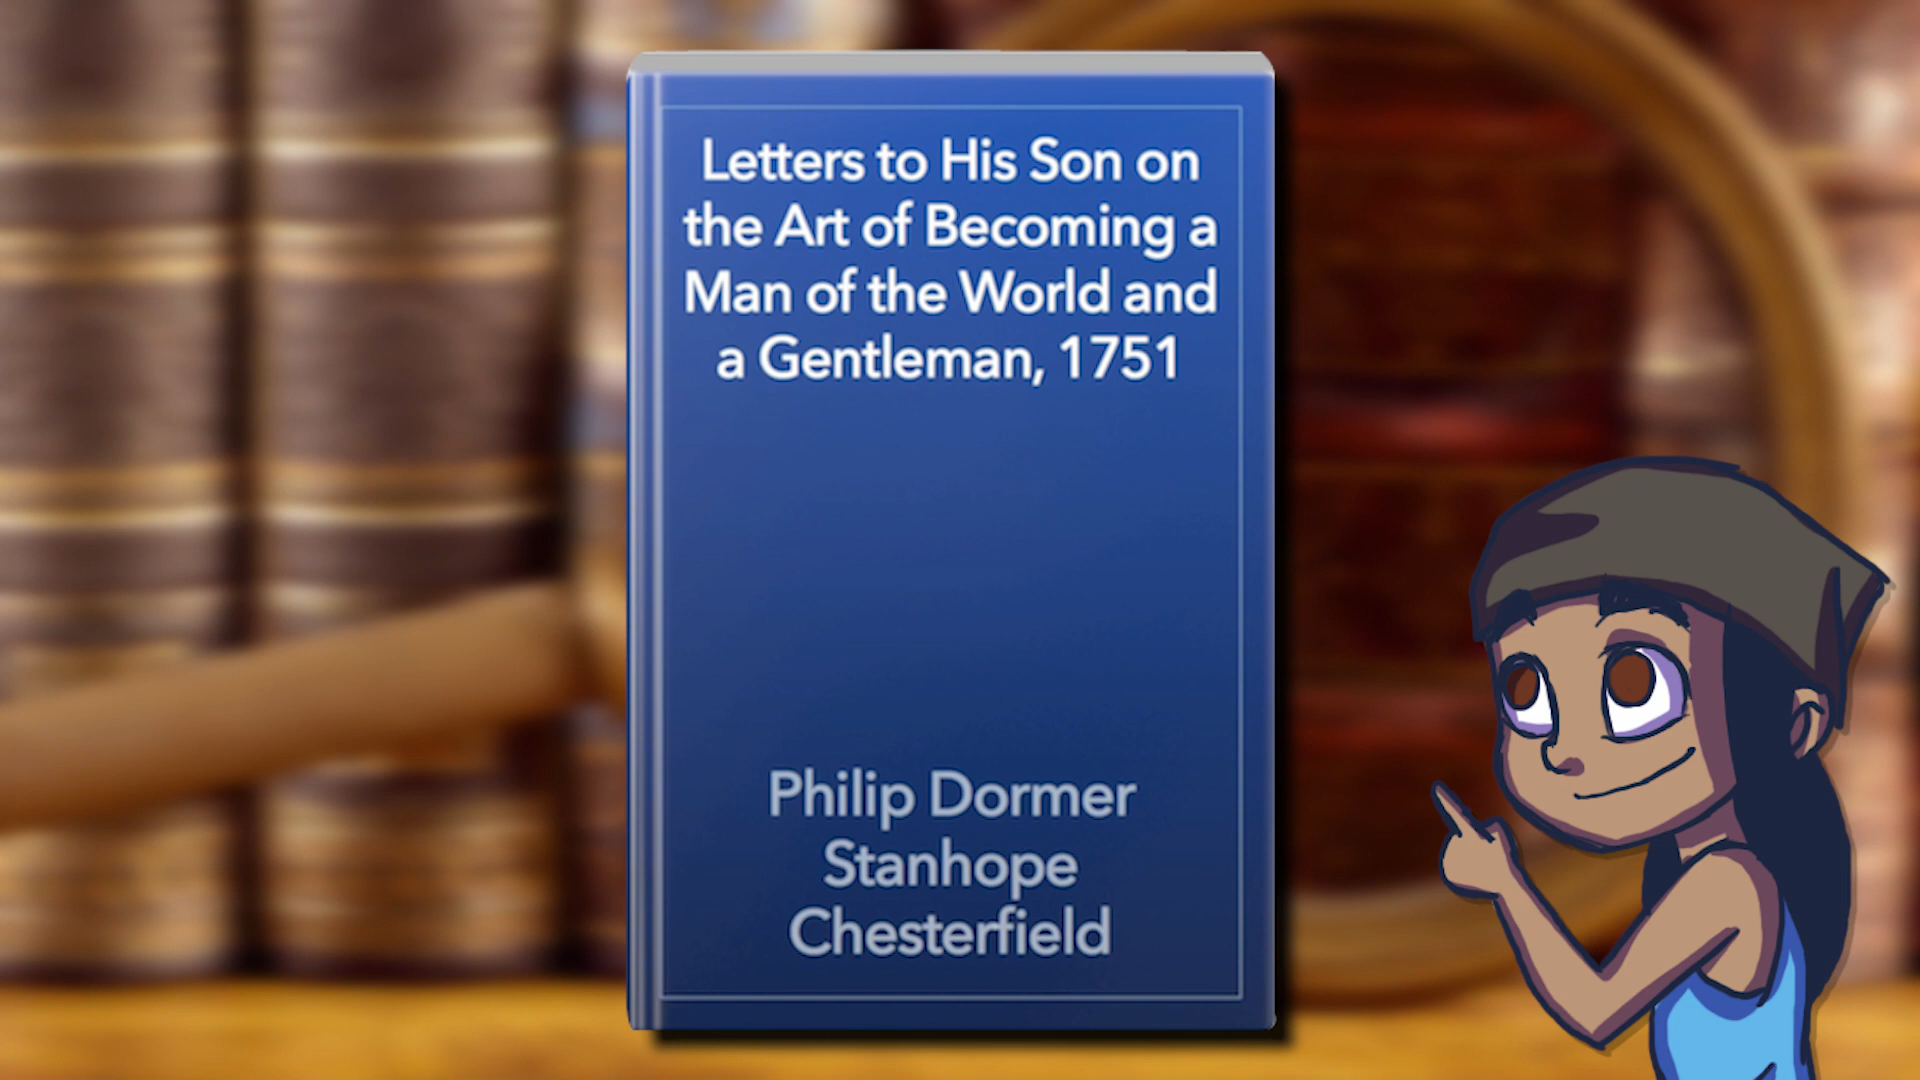 Letters to His Son on
the Art of Becoming a
Man of the World and
a Gentleman, 1751
Philip Dormer
Stanhope
Chesterfield